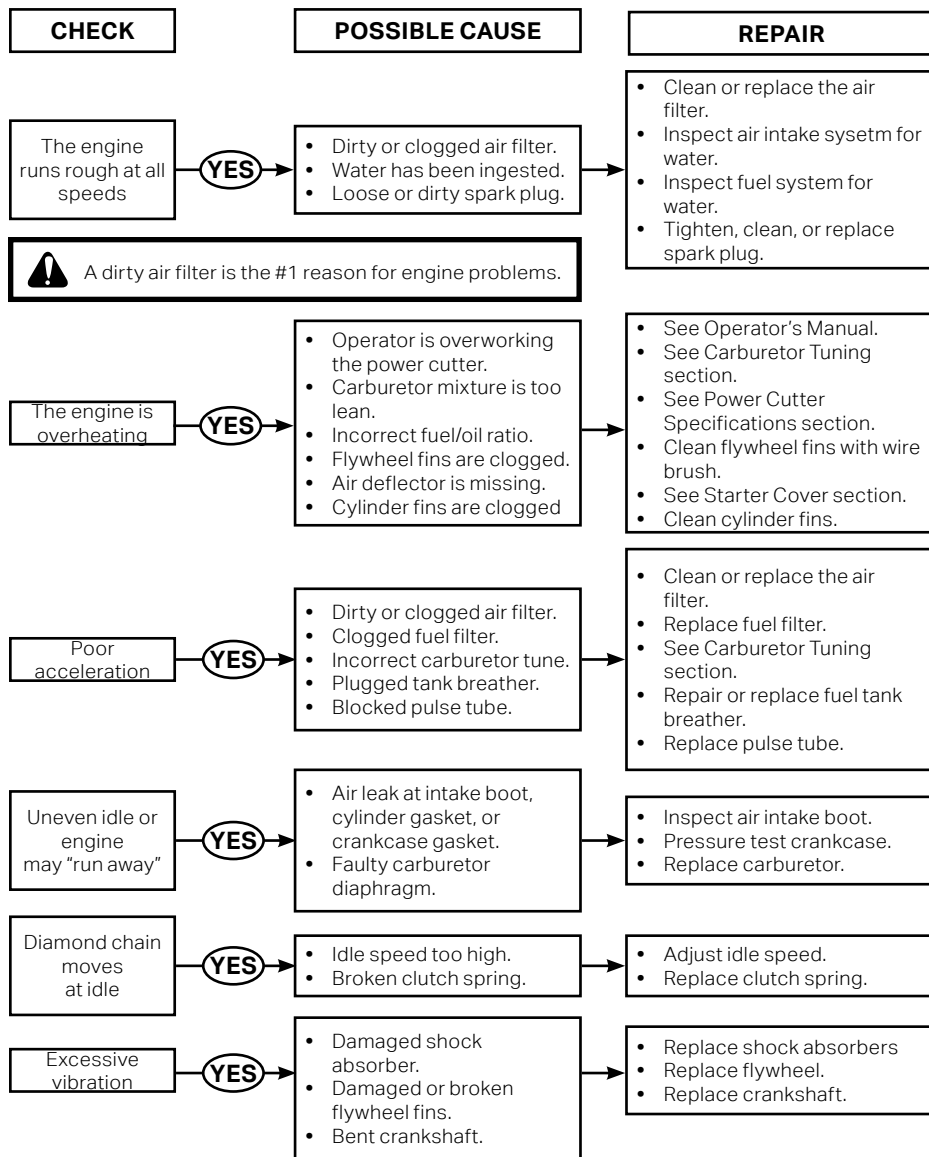 CHECK
POSSIBLE CAUSE
REPAIR
The engine
runs rough at all
speeds
YES
• Dirty or clogged air filter.
• Water has been ingested.
• Loose or dirty spark plug.
• Clean or replace the air
filter.
• Inspect air intake sysetm for
water.
• Inspect fuel system for
water.
• Tighten, clean, or replace
spark plug.
A dirty air filter is the #1 reason for engine problems.
The engine is
overheating
YES
• Operator is overworking
the power cutter.
• Carburetor mixture is too
lean.
• Incorrect fuel/oil ratio.
• Flywheel fins are clogged.
• Air deflector is missing.
• Cylinder fins are clogged
• See Operator’s Manual.
• See Carburetor Tuning
section.
• See Power Cutter
Specifications section.
• Clean flywheel fins with wire
brush.
• See Starter Cover section.
• Clean cylinder fins.
Poor
acceleration
YES
• Dirty or clogged air filter.
• Clogged fuel filter.
• Incorrect carburetor tune.
• Plugged tank breather.
• Blocked pulse tube.
• Clean or replace the air
filter.
• Replace fuel filter.
• See Carburetor Tuning
section.
• Repair or replace fuel tank
breather.
• Replace pulse tube.
Uneven idle or
engine
may “run away”
YES
• Air leak at intake boot,
cylinder gasket, or
crankcase gasket.
• Faulty carburetor
diaphragm.
• Inspect air intake boot.
• Pressure test crankcase.
• Replace carburetor.
Diamond chain
moves
at idle
YES
• Idle speed too high.
• Broken clutch spring.
• Adjust idle speed.
• Replace clutch spring.
Excessive
vibration
YES
• Damaged shock
absorber.
• Damaged or broken
flywheel fins.
• Bent crankshaft.
• Replace shock absorbers
• Replace flywheel.
• Replace crankshaft.